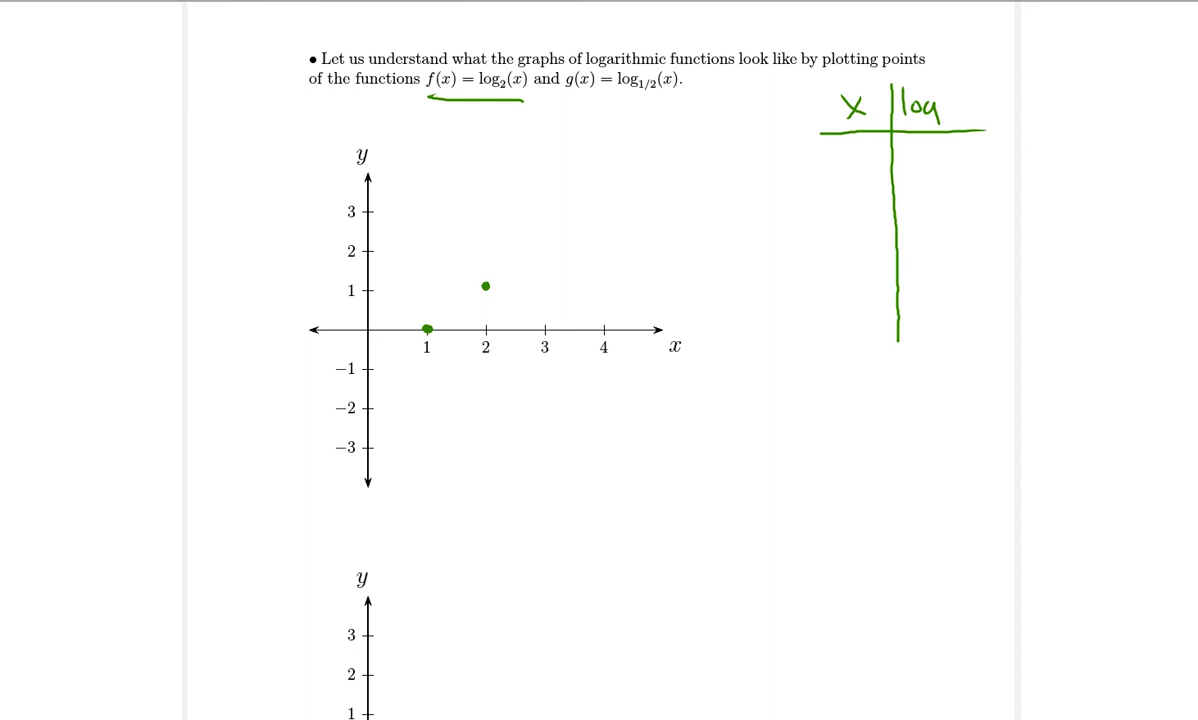 • Let us understand what the graphs of logarithmic functions look like by plotting points
of the functions f(x) = log₂(x) and g(x) = log₁/₂(x).
x log
y
3
2
1
1 2 3 4 x
−1
−2
−3
y
3
2
1